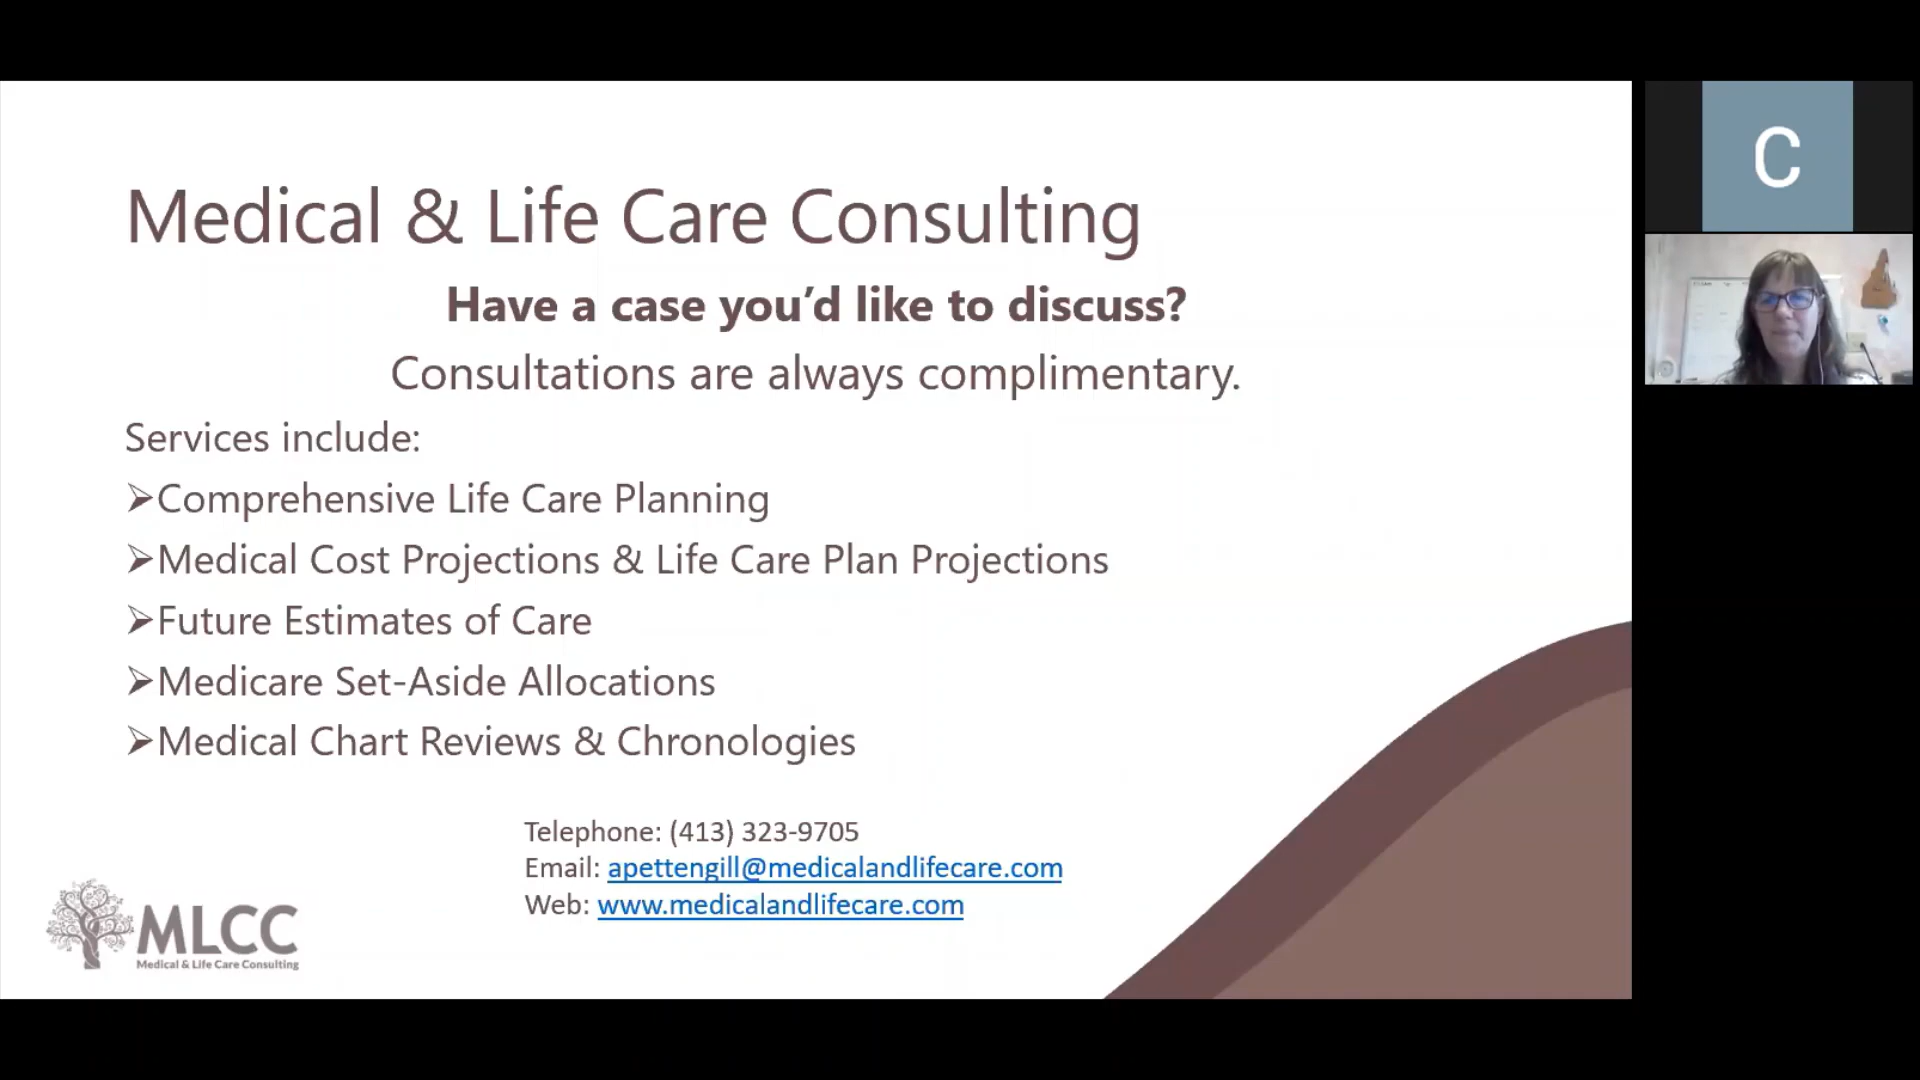 Medical & Life Care Consulting
Have a case you’d like to discuss?
Consultations are always complimentary.
Services include:
➢Comprehensive Life Care Planning
➢Medical Cost Projections & Life Care Plan Projections
➢Future Estimates of Care
➢Medicare Set-Aside Allocations
➢Medical Chart Reviews & Chronologies
Telephone: (413) 323-9705
Email: apettengill@medicalandlifecare.com
Web: www.medicalandlifecare.com
MLCC
Medical & Life Care Consulting
C